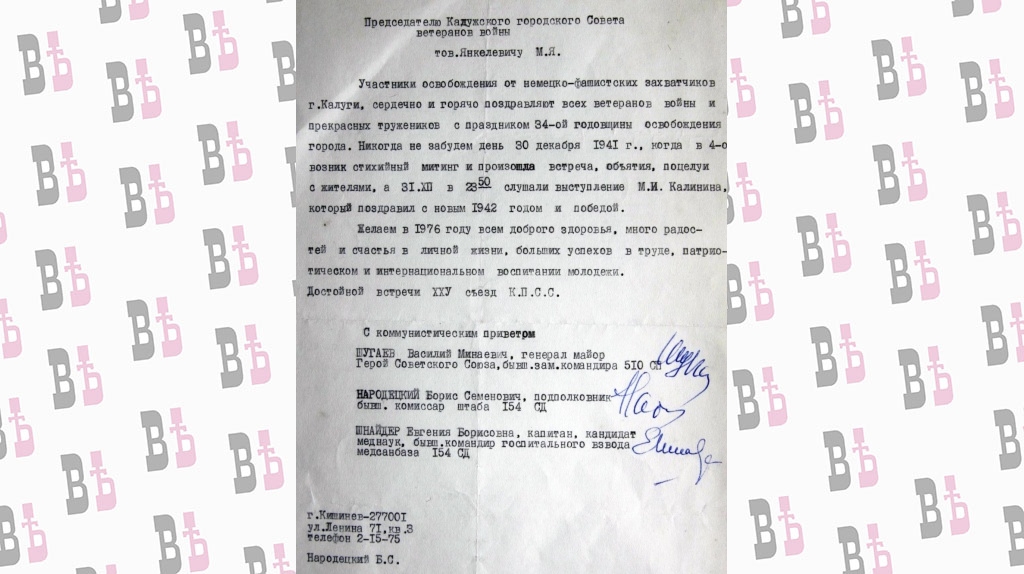 Председателю Калужского городского Совета
ветеранов войны
тов.Янкелевичу М.Я.
Участники освобождения от немецко-фашистских захватчиков
г.Калуги, сердечно и горячо поздравляют всех ветеранов войны и
прекрасных тружеников с праздником 34-ой годовщины освобождения
города. Никогда не забудем день 30 декабря 1941 г., когда в 4-о
возник стихийный митинг и произошла встреча, объятия, поцелуи
с жителями, а 31.ХП в 23 50 слушали выступление М.И. Калинина,
который поздравил с новым 1942 годом и победой.
Желаем в 1976 году всем доброго здоровья, много радос-
тей и счастья в личной жизни, больших успехов в труде, патрио-
тическом и интернациональном воспитании молодежи.
Достойной встречи ХХУ съезд К.П.С.С.
С коммунистическим приветом
ШУГАЕВ Василий Минаевич, генерал майор
Герой Советского Союза,бывш.зам.командира 510 СП
НАРОДЕЦКИЙ Борис Семенович, подполковник
бывш. комиссар штаба 154 СД
ШНАЙДЕР Евгения Борисовна, капитан, кандидат
меднаук, бывш.командир госпитального взвода
медсанбаза 154 СД
г.Кишинев-277001
ул.Ленина 71,кв.3
телефон 2-15-75
Народецкий Б.С.